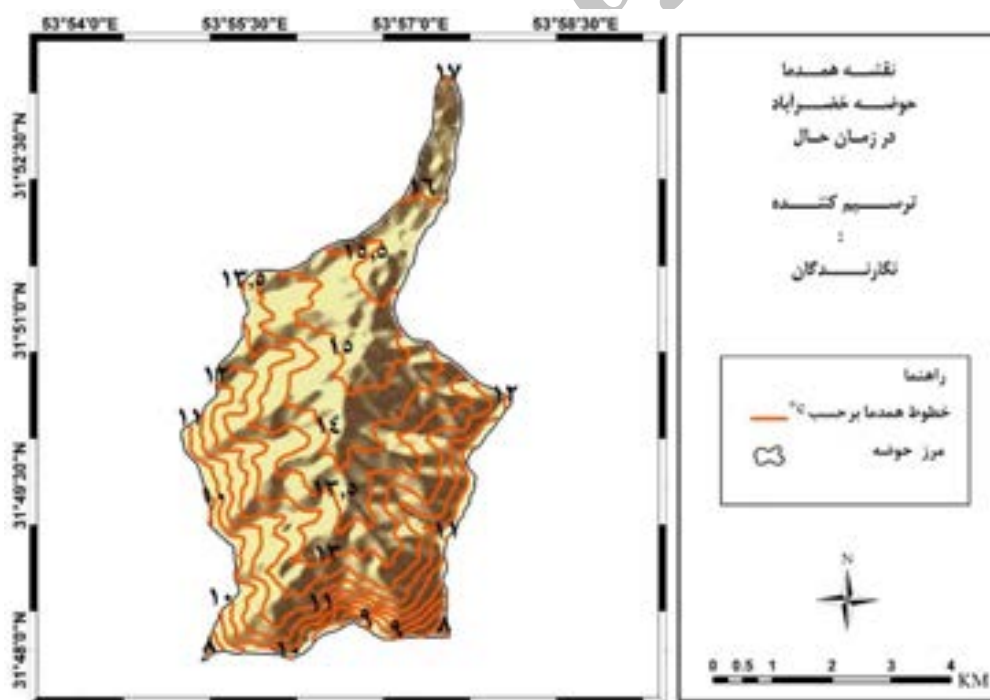 53°54'0"E 53°55'30"E 53°57'0"E 53°58'30"E
31°52'30"N
31°51'0"N
31°49'30"N
31°48'0"N
۱۷
۱۶
۱۵,۵
۱۳,۵
۱۵
۱۲
۱۱
۱۴
۱۰
۱۳,۵
۱۱
۱۳
۱۰
۱۱
۹
۹
۸
۸
۱۰
نقشه همدما
حوضه خضرآباد
در زمان حال
ترسیم کننده
:
نگارندگان
راهنما
خطوط همدما برحسب °c
مرز حوضه
N
0 0.5 1 2 3 4
KM